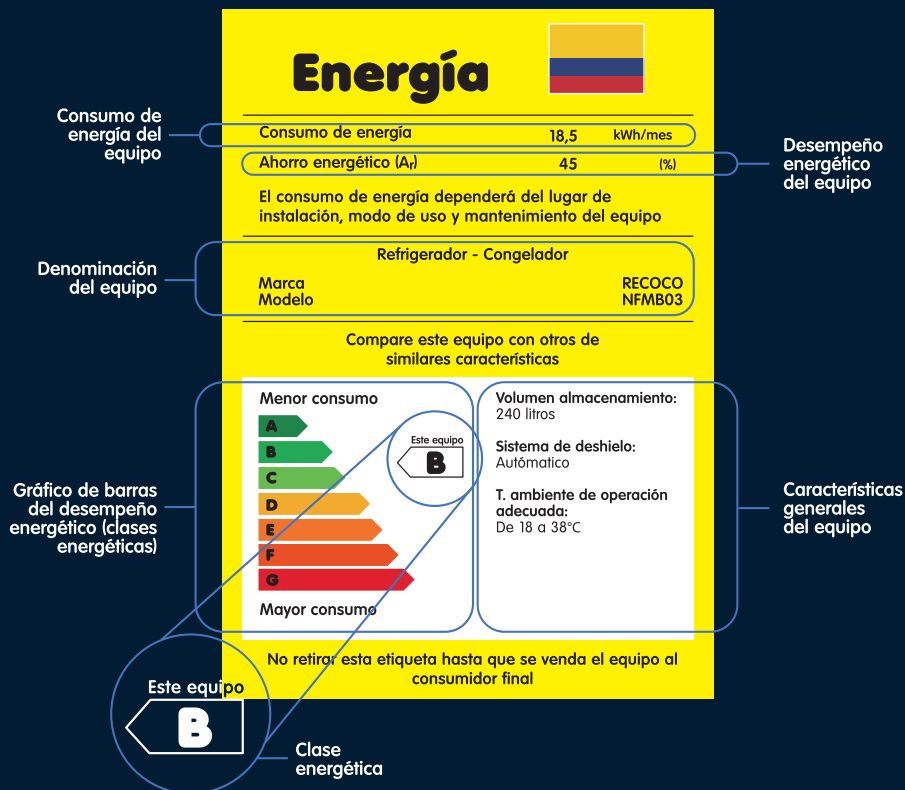 Energía
Consumo de
energía del
equipo
Consumo de energía 18,5 kWh/mes
Ahorro energético (Ar) 45 (%)
Desempeño
energético
del equipo
El consumo de energía dependerá del lugar de
instalación, modo de uso y mantenimiento del equipo
Denominación
del equipo
Refrigerador - Congelador
Marca RECOCO
Modelo NFMB03
Compare este equipo con otros de
similares características
Gráfico de barras
del desempeño
energético (clases
energéticas)
Menor consumo
A
B
C
D
E
F
G
Mayor consumo
Este equipo
B
Volumen almacenamiento:
240 litros
Sistema de deshielo:
Autómatico
T. ambiente de operación
adecuada:
De 18 a 38°C
Características
generales
del equipo
No retirar esta etiqueta hasta que se venda el equipo al
consumidor final
Este equipo
B
Clase
energética